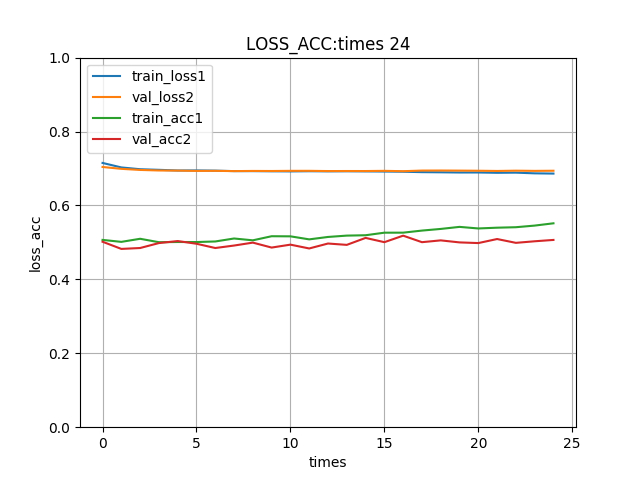 LOSS_ACC:times 24
1.0
0.8
0.6
0.4
0.2
0.0
loss_acc
train_loss1
val_loss2
train_acc1
val_acc2
0 5 10 15 20 25
times